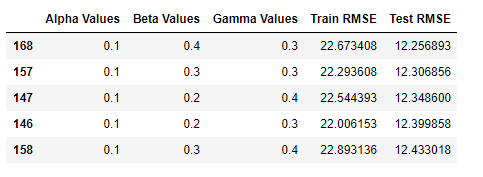 Alpha Values Beta Values Gamma Values Train RMSE Test RMSE
168 0.1 0.4 0.3 22.673408 12.256893
157 0.1 0.3 0.3 22.293608 12.306856
147 0.1 0.2 0.4 22.544393 12.348600
146 0.1 0.2 0.3 22.006153 12.399858
158 0.1 0.3 0.4 22.893136 12.433018